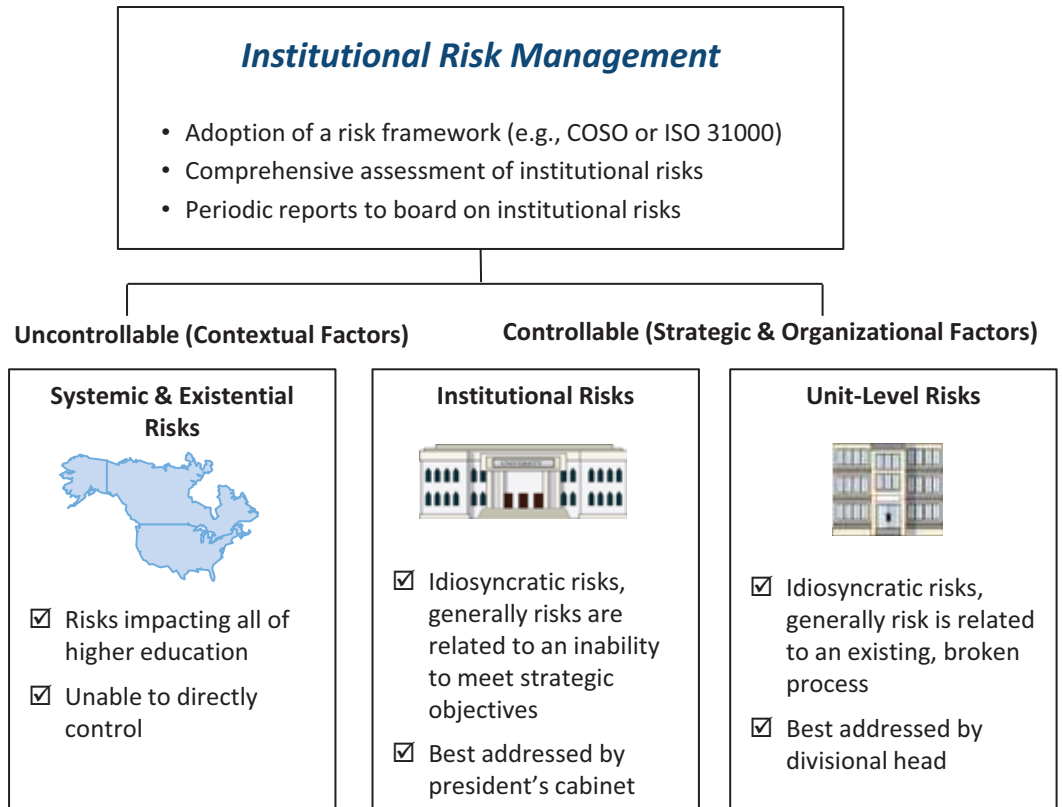 Institutional Risk Management
• Adoption of a risk framework (e.g., COSO or ISO 31000)
• Comprehensive assessment of institutional risks
• Periodic reports to board on institutional risks
Uncontrollable (Contextual Factors)
Controllable (Strategic & Organizational Factors)
Systemic & Existential
Risks
☑ Risks impacting all of
higher education
☑ Unable to directly
control
Institutional Risks
☑ Idiosyncratic risks,
generally risks are
related to an inability
to meet strategic
objectives
☑ Best addressed by
president’s cabinet
Unit-Level Risks
☑ Idiosyncratic risks,
generally risk is related
to an existing, broken
process
☑ Best addressed by
divisional head